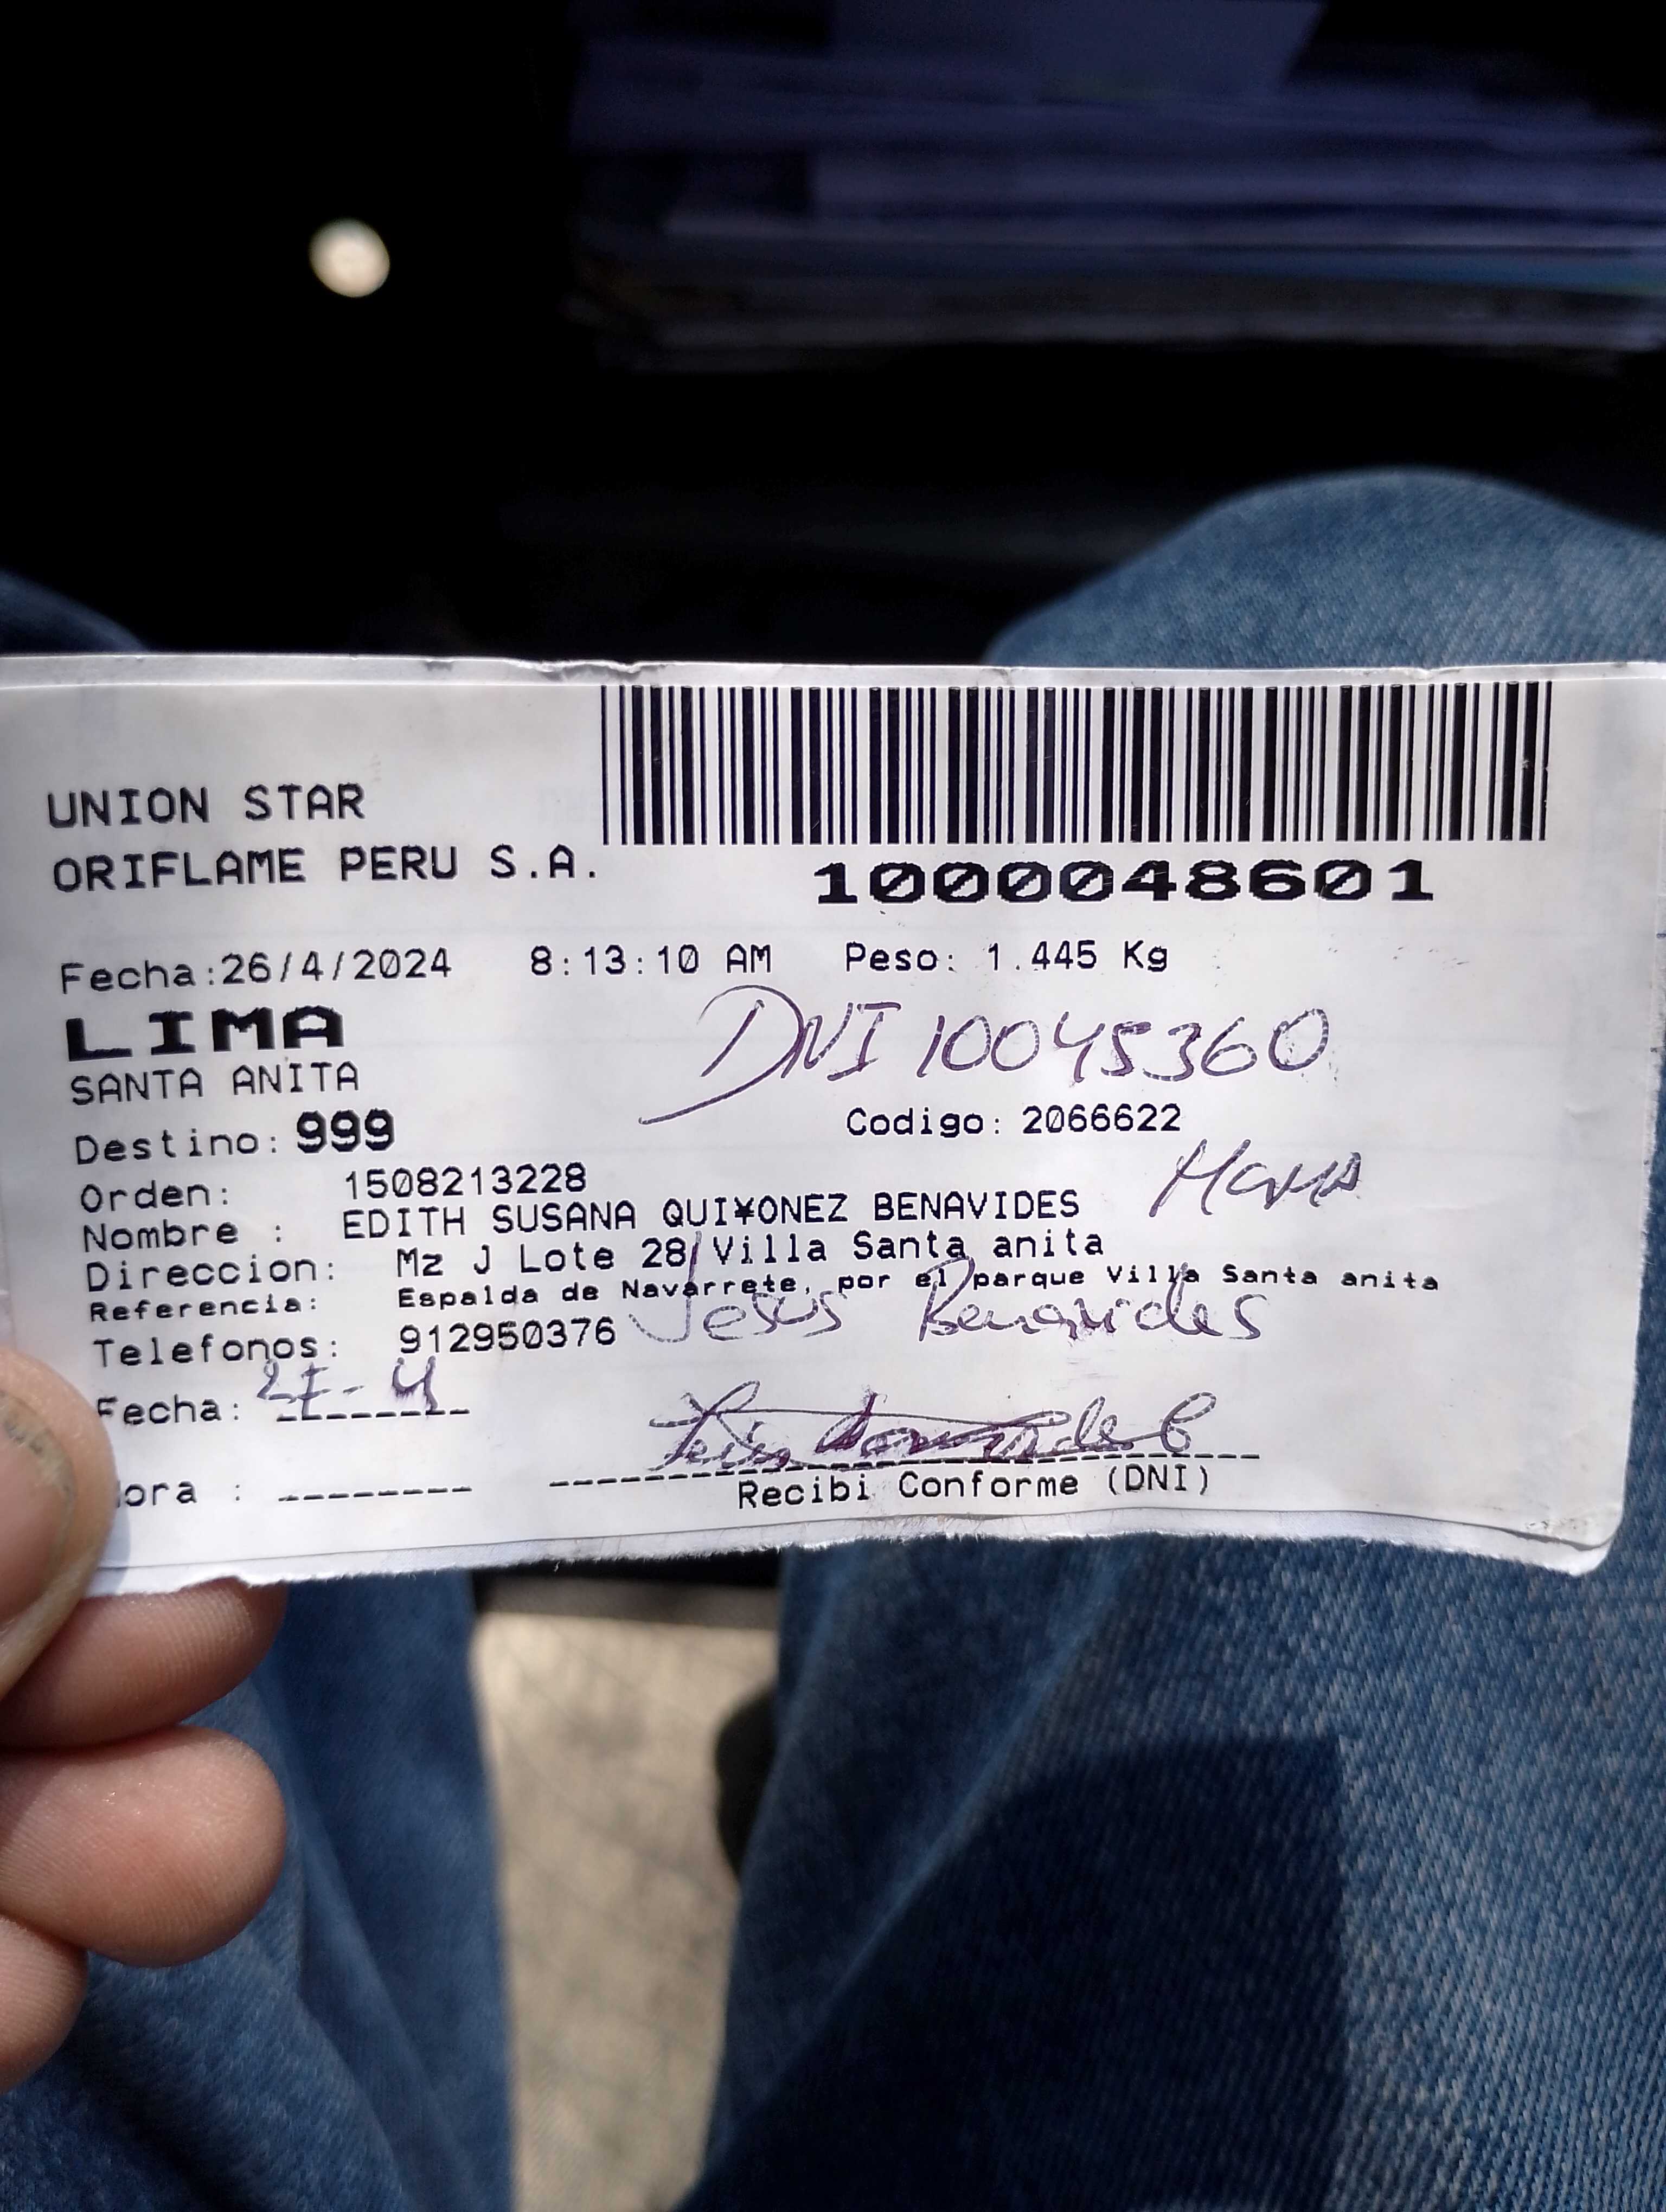 UNION STAR
ORIFLAME PERU S.A.
1000048601
Fecha:26/4/2024 8:13:10 AM Peso: 1.445 Kg
LIMA
DNI 10045360
SANTA ANITA
Destino: 999 Codigo: 2066622
Orden: 1508213228
Nombre : EDITH SUSANA QUI¥ONEZ BENAVIDES
Direccion: Mz J Lote 28 Villa Santa anita
Referencia: Espalda de Navarrete, por el parque Villa Santa anita
Telefonos: 912950376
Jesus Benavides
Fecha: 27-4
ora :
Recibi Conforme (DNI)